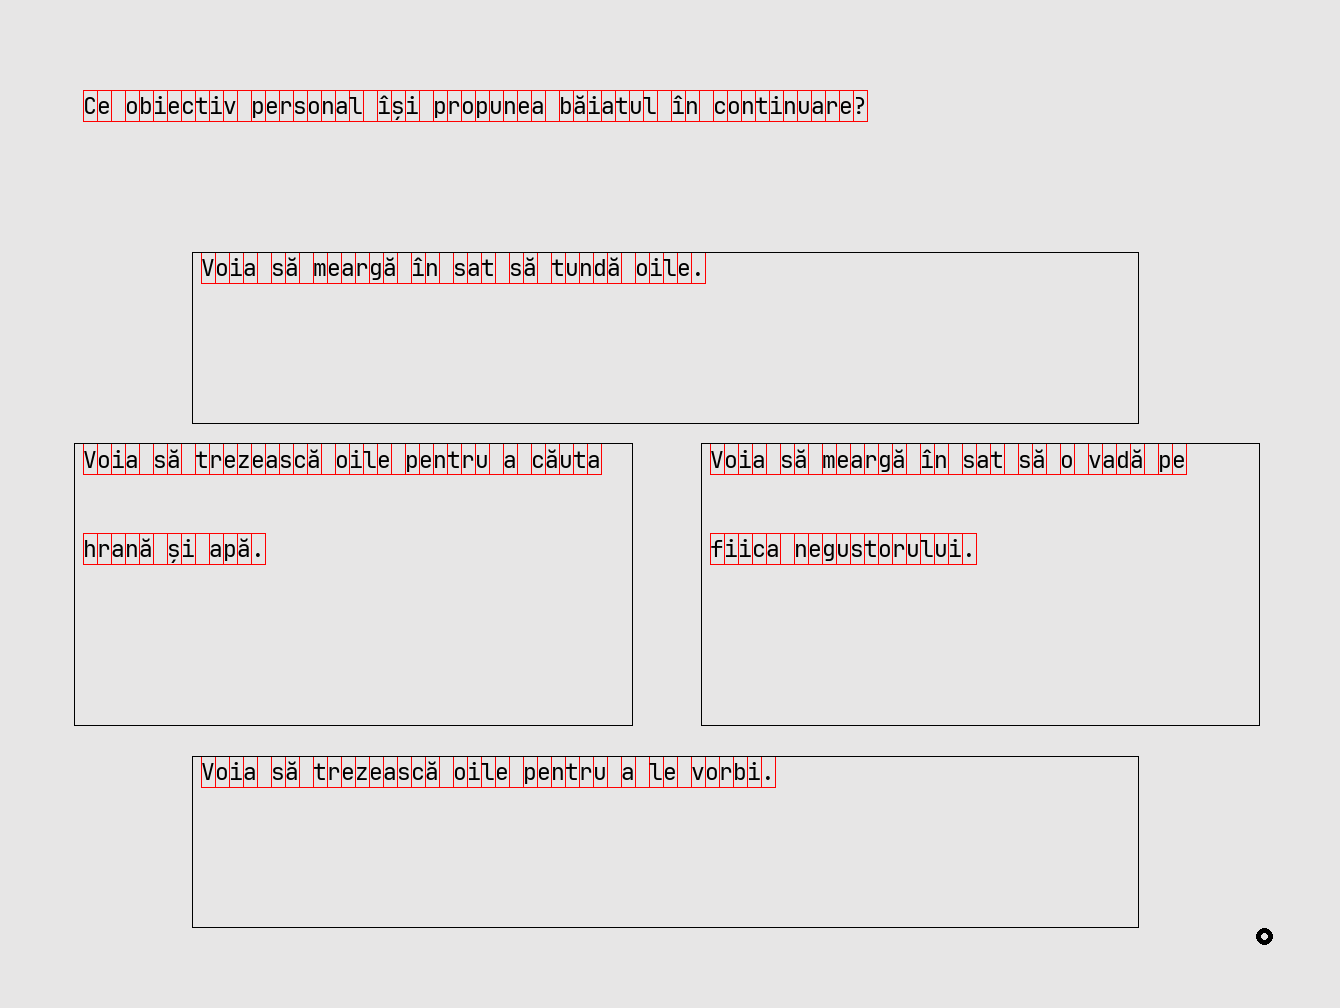 Ce obiectiv personal își propunea băiatul în continuare?
Voia să meargă în sat să tundă oile.
Voia să trezească oile pentru a căuta
hrană și apă.
Voia să meargă în sat să o vadă pe
fiica negustorului.
Voia să trezească oile pentru a le vorbi.